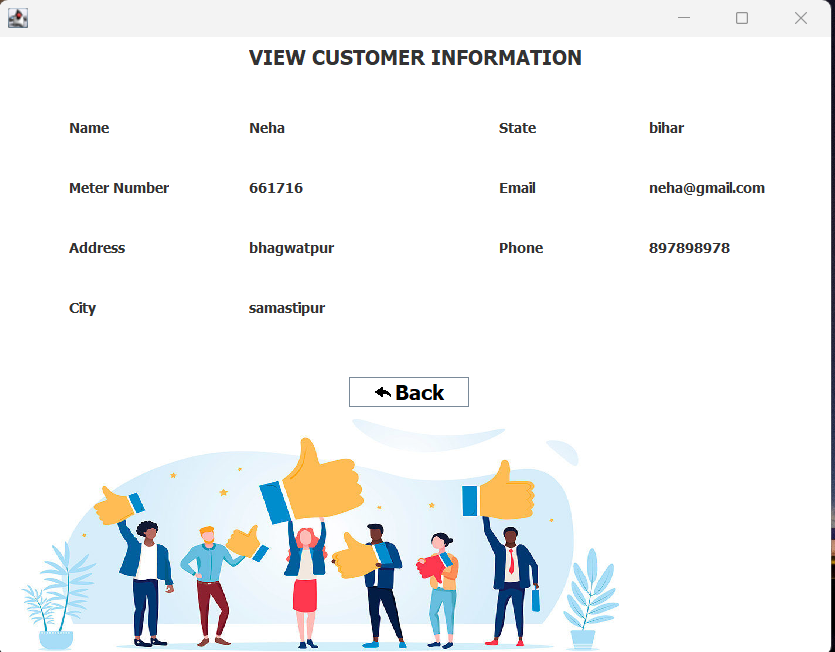 VIEW CUSTOMER INFORMATION
Name Neha State bihar
Meter Number 661716 Email neha@gmail.com
Address bhagwatpur Phone 897898978
City samastipur
Back